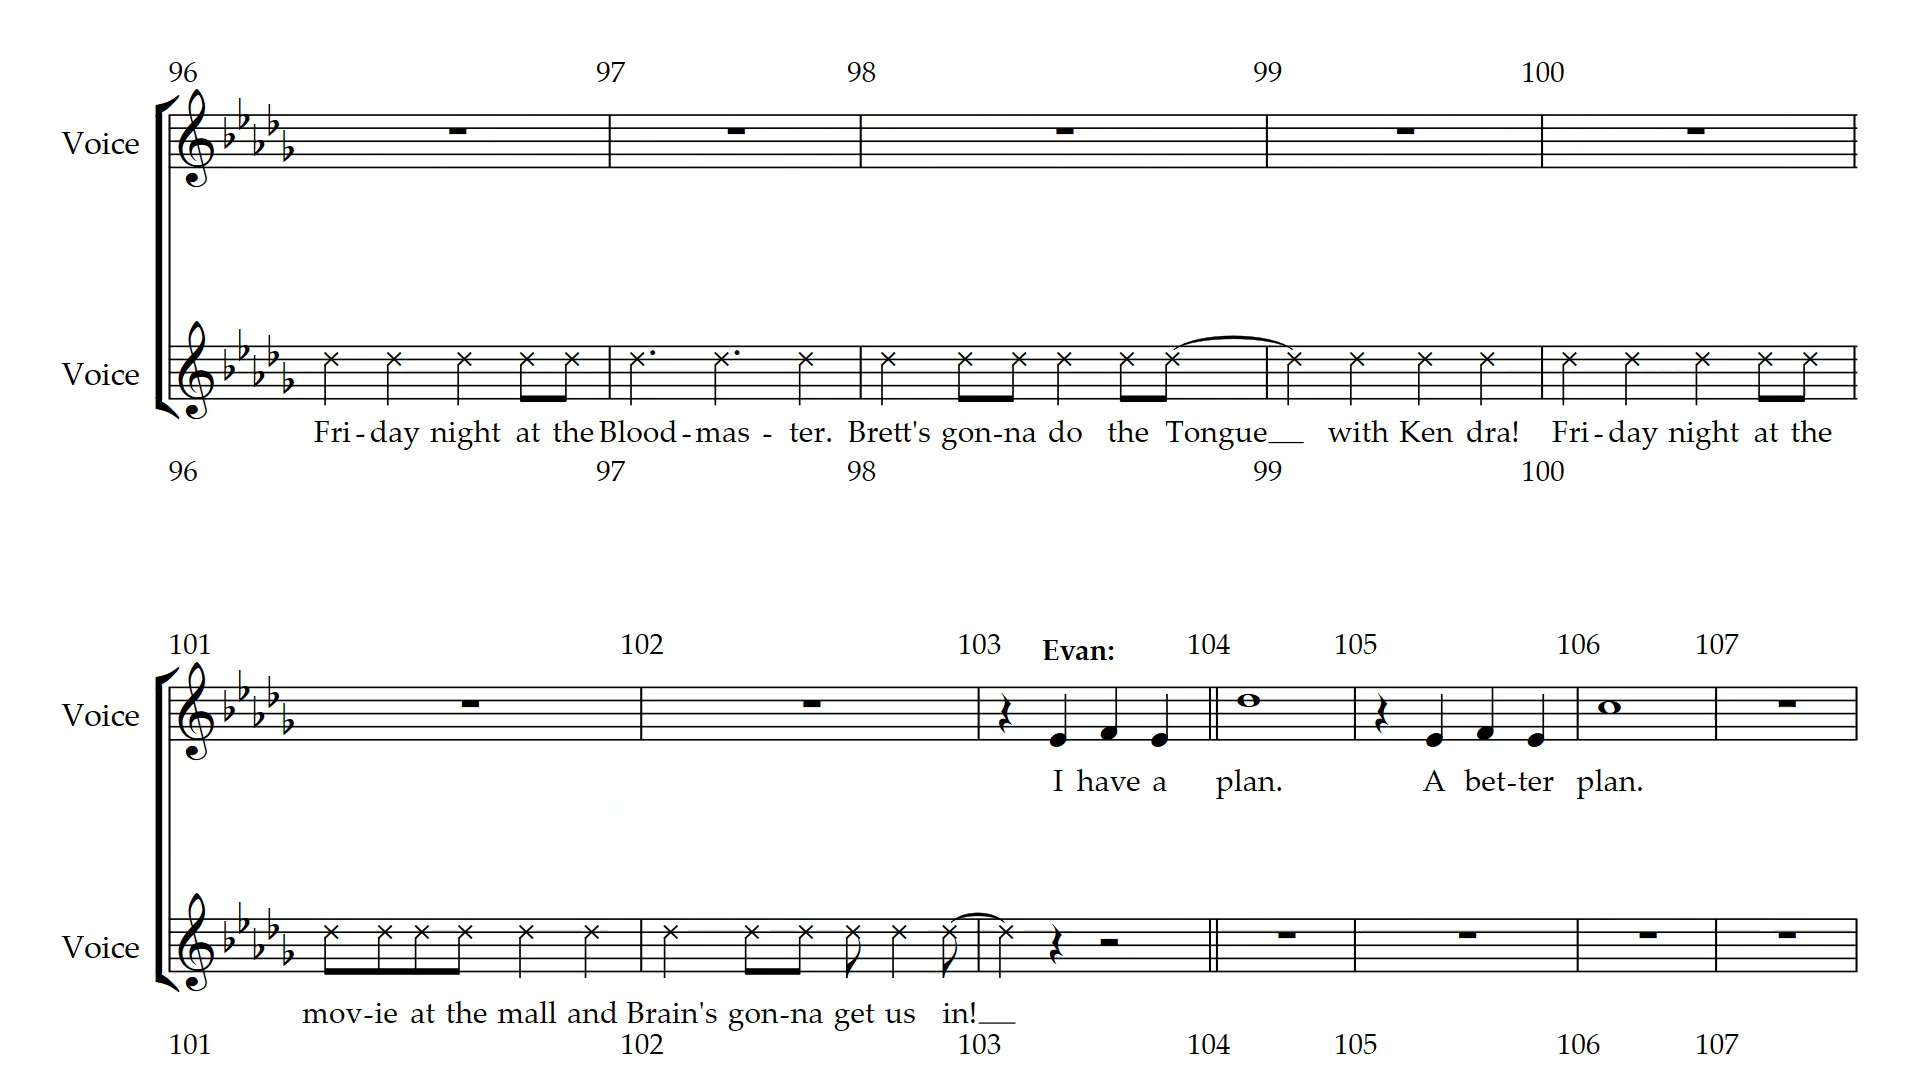 96 97 98 99 100
Voice
Voice
Fri - day night at the Blood - mas - ter. Brett's gon-na do the Tongue__ with Ken dra! Fri - day night at the
96 97 98 99 100
101 102 103 Evan: 104 105 106 107
Voice
I have a plan. A bet-ter plan.
Voice
mov-ie at the mall and Brain's gon-na get us in!__
101 102 103 104 105 106 107